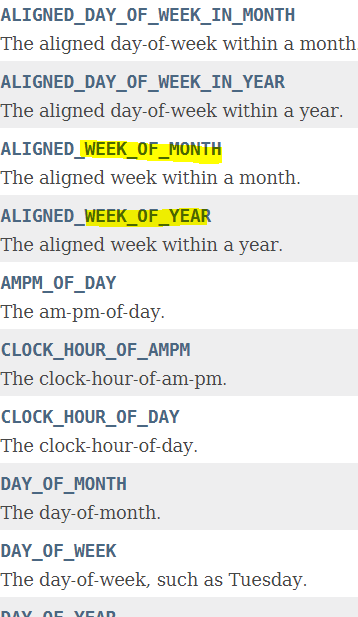 ALIGNED_DAY_OF_WEEK_IN_MONTH
The aligned day-of-week within a month
ALIGNED_DAY_OF_WEEK_IN_YEAR
The aligned day-of-week within a year.
ALIGNED_WEEK_OF_MONTH
The aligned week within a month.
ALIGNED_WEEK_OF_YEAR
The aligned week within a year.
AMPM_OF_DAY
The am-pm-of-day.
CLOCK_HOUR_OF_AMPM
The clock-hour-of-am-pm.
CLOCK_HOUR_OF_DAY
The clock-hour-of-day.
DAY_OF_MONTH
The day-of-month.
DAY_OF_WEEK
The day-of-week, such as Tuesday.
DAY_OF_YEAR